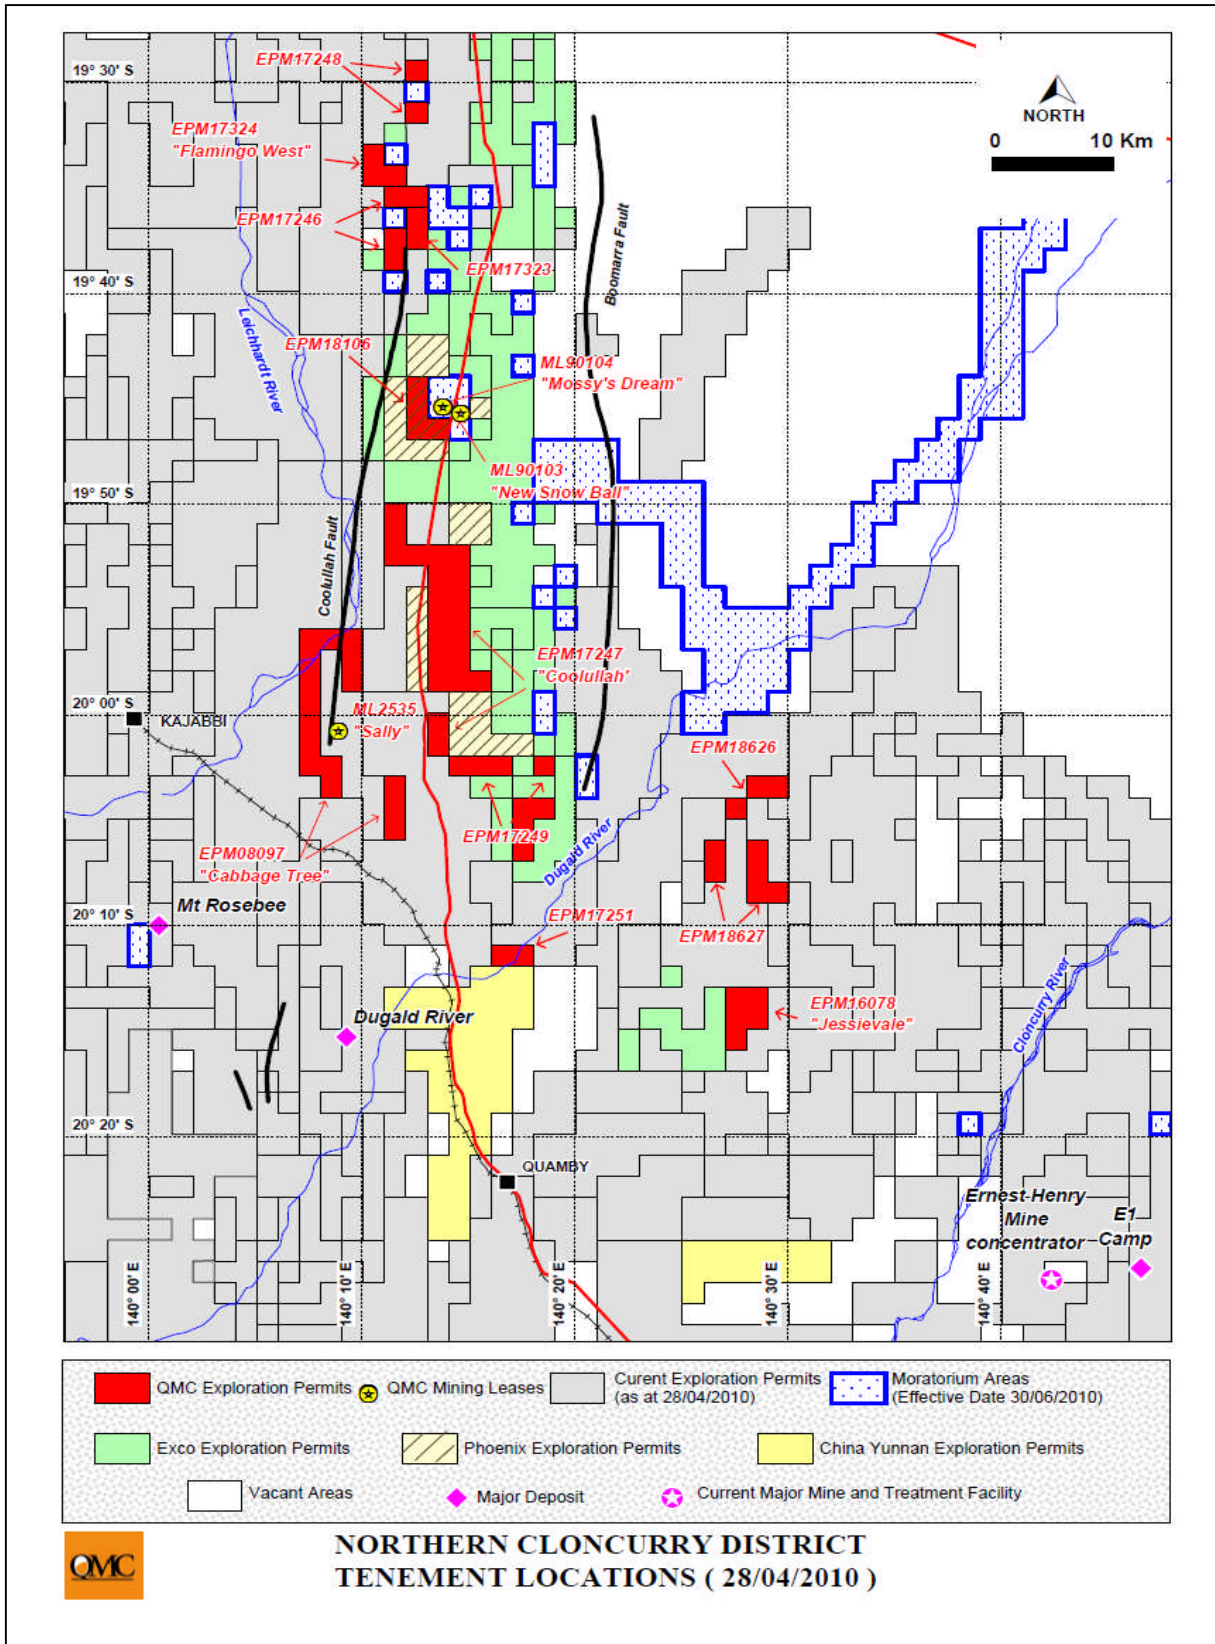 19° 30' S
EPM17248
NORTH
0 10 Km
EPM17324
"Flamingo West"
EPM17246
EPM17323
19° 40' S
Boomarra Fault
Leichhardt River
EPM18106
ML90104
"Mossy's Dream"
ML90103
"New Snow Ball"
19° 50' S
Coolullah Fault
EPM17247
"Coolullah'
20° 00' S
KAJABBI
ML2535
"Sally"
EPM18626
EPM17249
EPM08097
"Cabbage Tree"
Dugald River
Mt Rosebee
20° 10' S
EPM17251
EPM18627
EPM16078
"Jessievale"
Dugald River
Cloncurry River
20° 20' S
QUAMBY
Ernest-Henry
Mine
concentrator
E1
Camp
140° 00' E
140° 10' E
140° 20' E
140° 30' E
140° 40' E
QMC Exploration Permits
QMC Mining Leases
Curent Exploration Permits
(as at 28/04/2010)
Moratorium Areas
(Effective Date 30/06/2010)
Exco Exploration Permits
Phoenix Exploration Permits
China Yunnan Exploration Permits
Vacant Areas
Major Deposit
Current Major Mine and Treatment Facility
QMC
NORTHERN CLONCURRY DISTRICT
TENEMENT LOCATIONS ( 28/04/2010 )